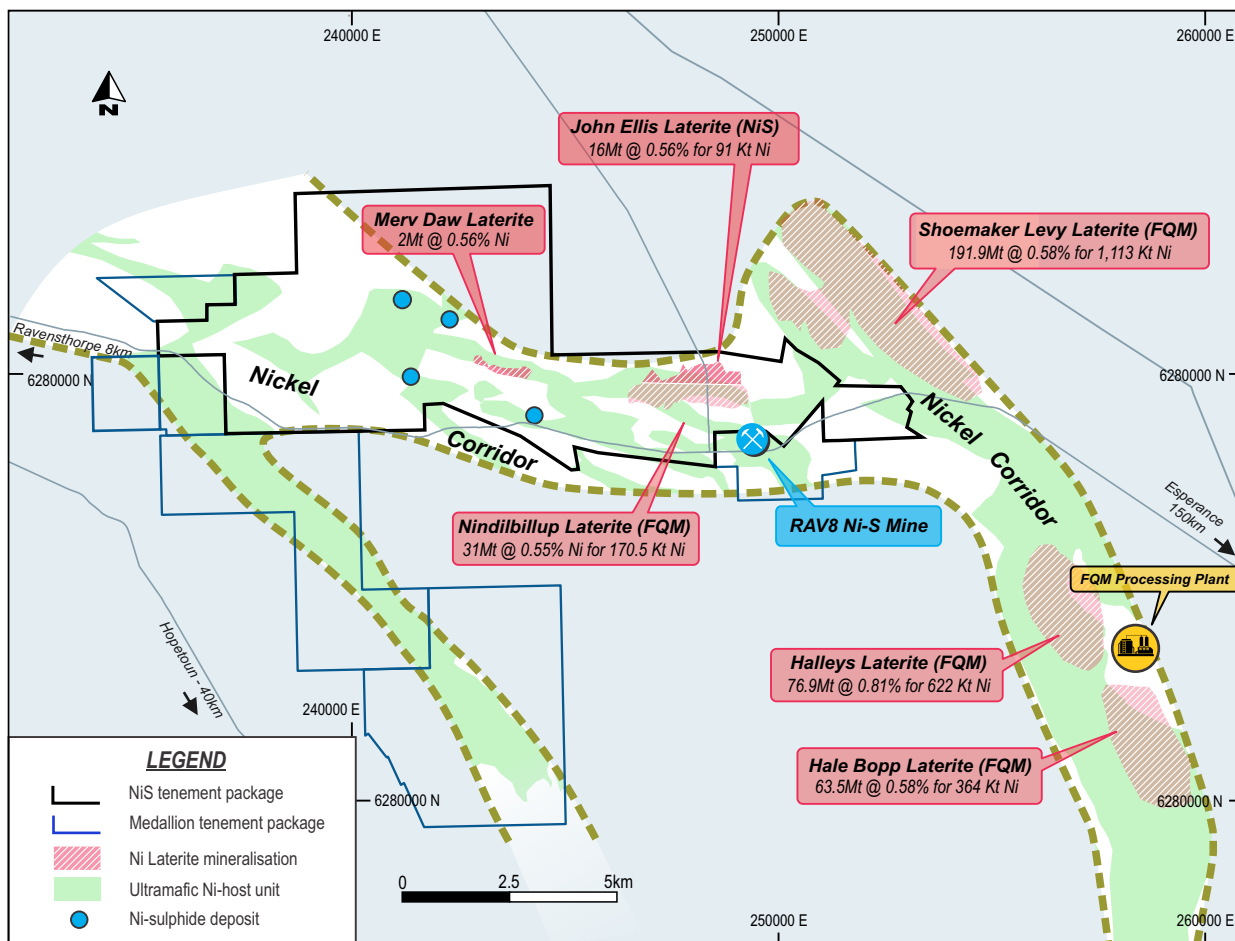 240000 E
250000 E
260000 E
N
John Ellis Laterite (NiS)
16Mt @ 0.56% for 91 Kt Ni
Merv Daw Laterite
2Mt @ 0.56% Ni
Shoemaker Levy Laterite (FQM)
191.9Mt @ 0.58% for 1,113 Kt Ni
Ravensthorpe 8km
6280000 N
6280000 N
Nickel
Corridor
Nickel
Corridor
Esperance
150km
Nindilbillup Laterite (FQM)
31Mt @ 0.55% Ni for 170.5 Kt Ni
RAV8 Ni-S Mine
FQM Processing Plant
Hopetoun - 40km
Halleys Laterite (FQM)
76.9Mt @ 0.81% for 622 Kt Ni
240000 E
Hale Bopp Laterite (FQM)
63.5Mt @ 0.58% for 364 Kt Ni
6280000 N
6280000 N
LEGEND
NiS tenement package
Medallion tenement package
Ni Laterite mineralisation
Ultramafic Ni-host unit
Ni-sulphide deposit
0
2.5
5km
250000 E
260000 E